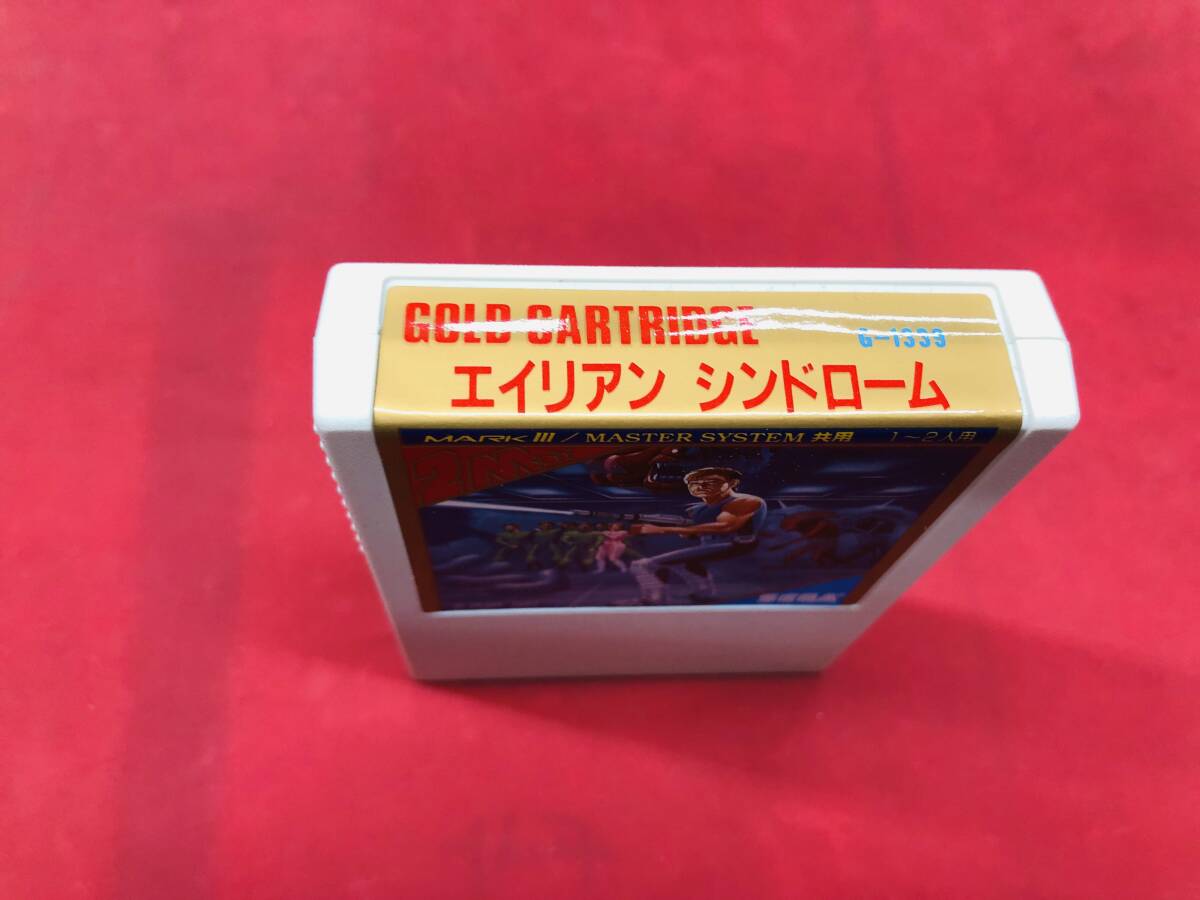 GOLD CARTRIDGE
エイリアン シンドローム
MARK III / MASTER SYSTEM 共用 1～2人用
SEGA